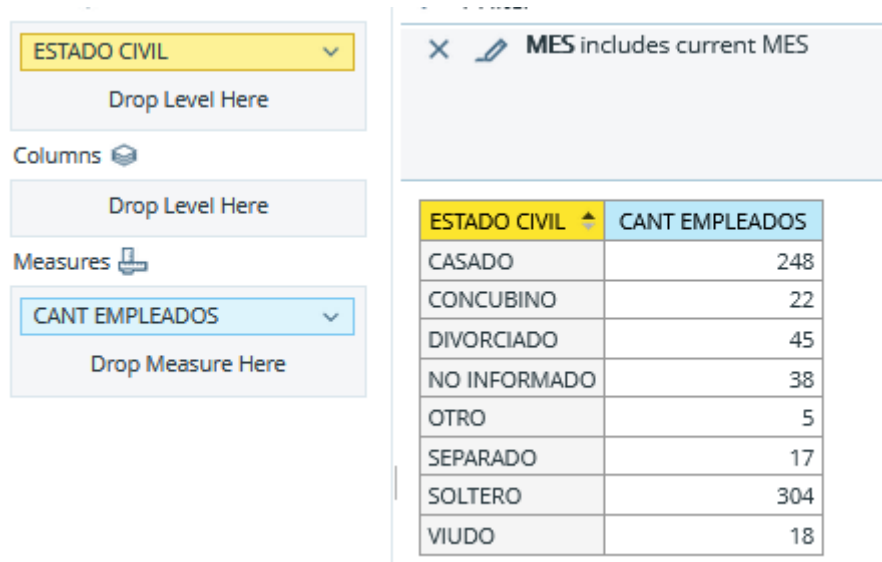 ESTADO CIVIL
Drop Level Here
Columns
Drop Level Here
Measures
CANT EMPLEADOS
Drop Measure Here
MES includes current MES
ESTADO CIVIL CANT EMPLEADOS
CASADO 248
CONCUBINO 22
DIVORCIADO 45
NO INFORMADO 38
OTRO 5
SEPARADO 17
SOLTERO 304
VIUDO 18